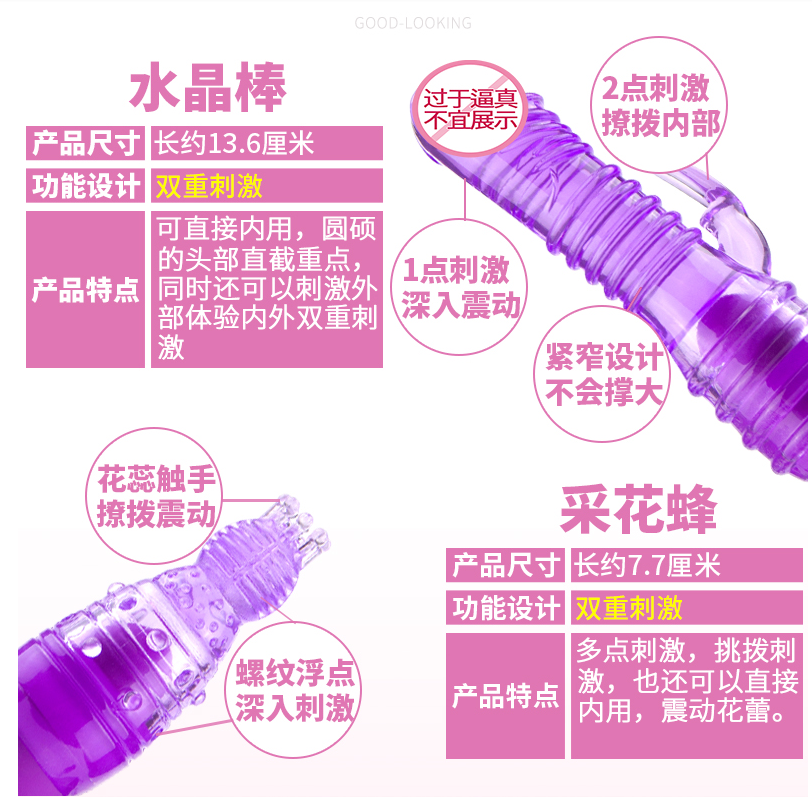 GOOD-LOOKING
水晶棒
产品尺寸 长约13.6厘米
功能设计 双重刺激
产品特点
可直接内用，圆硕
的头部直截重点，
同时还可以刺激外
部体验内外双重刺
激
过于逼真
不宜展示
2点刺激
撩拨内部
1点刺激
深入震动
紧窄设计
不会撑大
花蕊触手
撩拨震动
螺纹浮点
深入刺激
采花蜂
产品尺寸 长约7.7厘米
功能设计 双重刺激
产品特点
多点刺激，挑拨刺
激，也还可以直接
内用，震动花蕾。